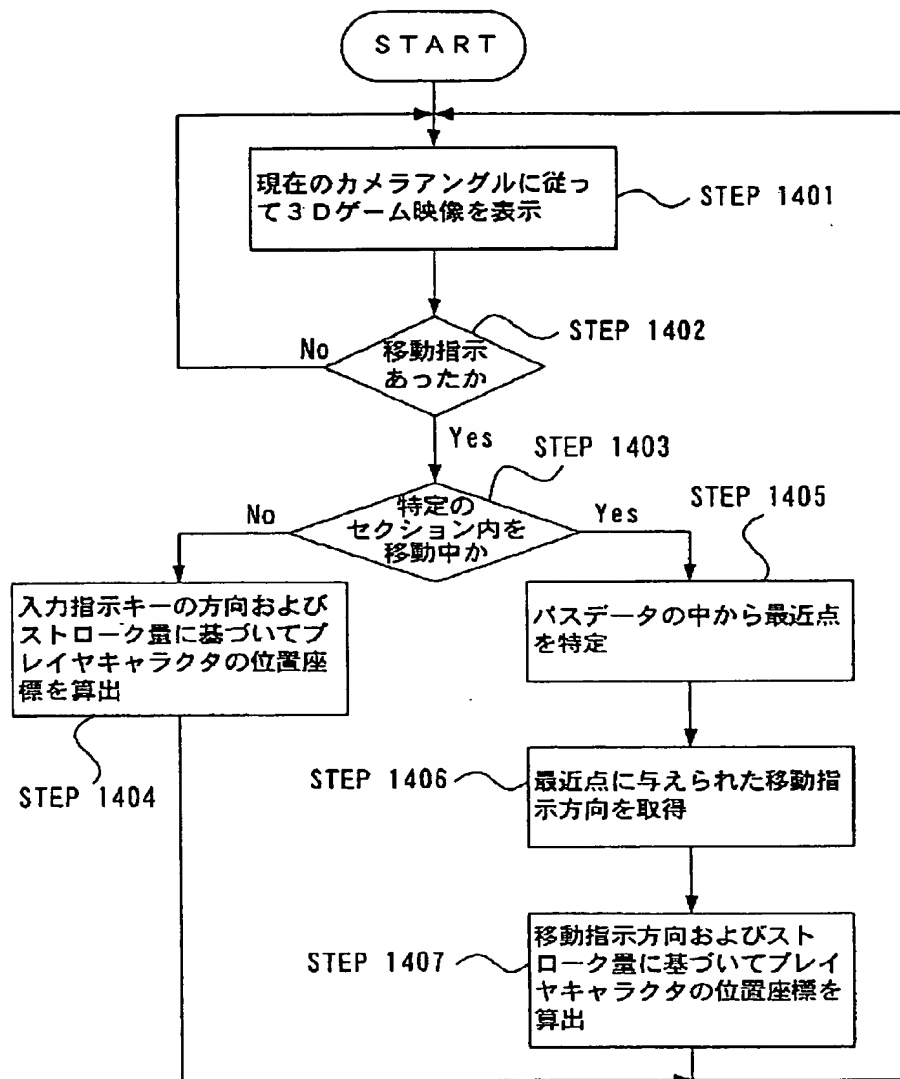 START
現在のカメラアングルに従っ
て3Dゲーム映像を表示
STEP 1401
STEP 1402
移動指示
あったか
No
Yes
STEP 1403
特定の
セクション内を
移動中か
No
Yes
STEP 1405
入力指示キーの方向および
ストローク量に基づいてプ
レイヤキャラクタの位置座
標を算出
STEP 1404
パスデータの中から最近点
を特定
STEP 1406
最近点に与えられた移動指
示方向を取得
STEP 1407
移動指示方向およびスト
ローク量に基づいてプレイ
ヤキャラクタの位置座標を
算出